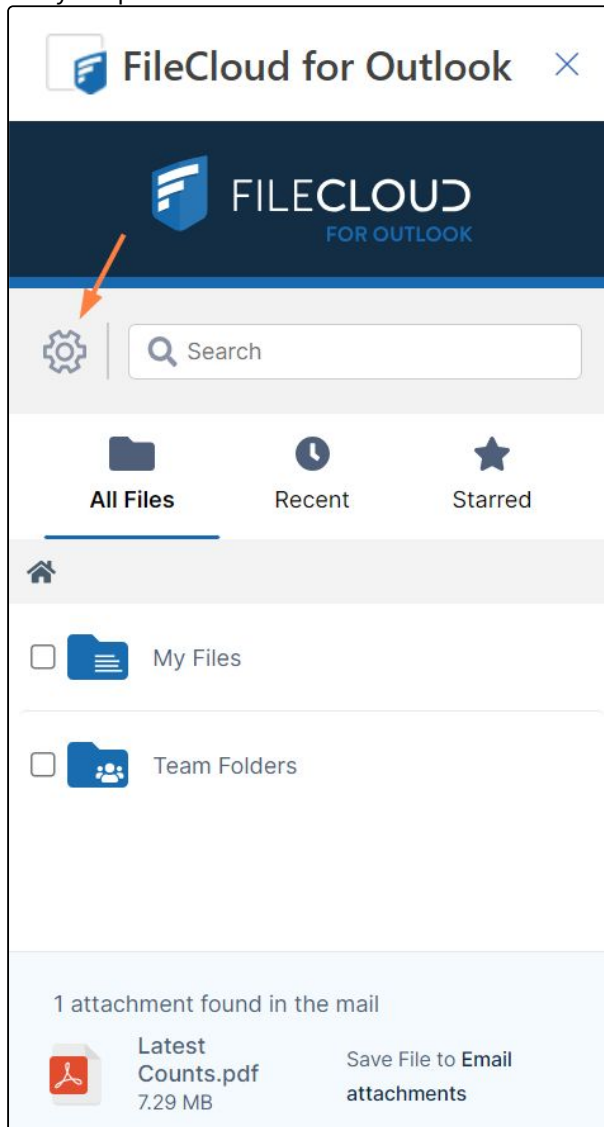 FileCloud for Outlook
FILECLOUD
FOR OUTLOOK
Search
All Files Recent Starred
My Files
Team Folders
1 attachment found in the mail
Latest
Counts.pdf
7.29 MB
Save File to Email
attachments